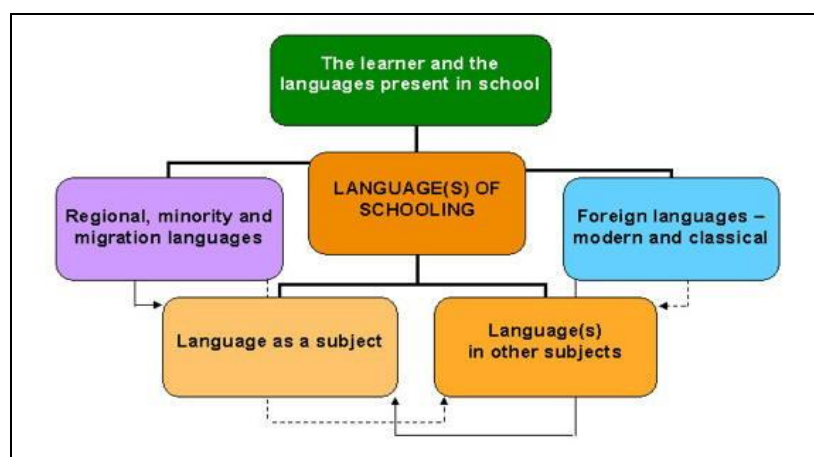 The learner and the
languages present in school
LANGUAGE(S) OF
SCHOOLING
Regional, minority and
migration languages
Foreign languages –
modern and classical
Language as a subject
Language(s)
in other subjects